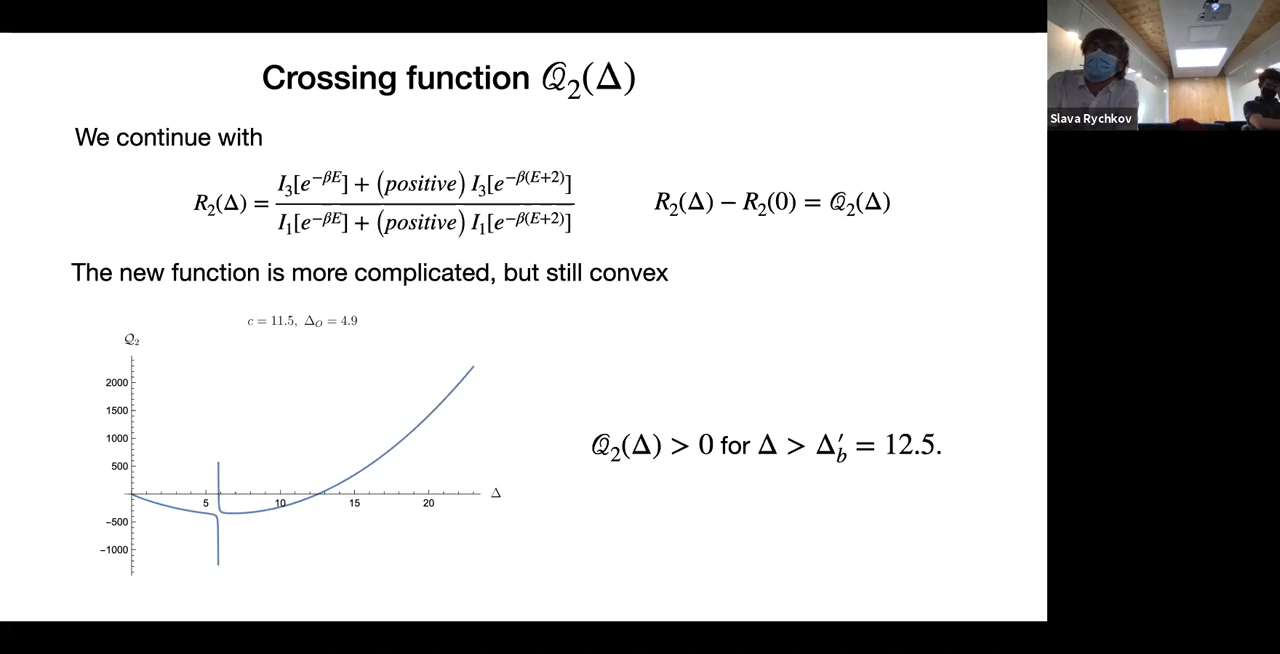 Crossing function 𝒬₂(Δ)
We continue with
R₂(Δ) = (I₃[e^{−βE}] + (positive) I₃[e^{−β(E+2)}]) / (I₁[e^{−βE}] + (positive) I₁[e^{−β(E+2)}])
R₂(Δ) − R₂(0) = 𝒬₂(Δ)
The new function is more complicated, but still convex
c = 11.5, Δ_O = 4.9
𝒬₂
2000
1500
1000
500
−500
−1000
5 10 15 20 Δ
𝒬₂(Δ) > 0 for Δ > Δ′_b = 12.5.
Slava Rychkov